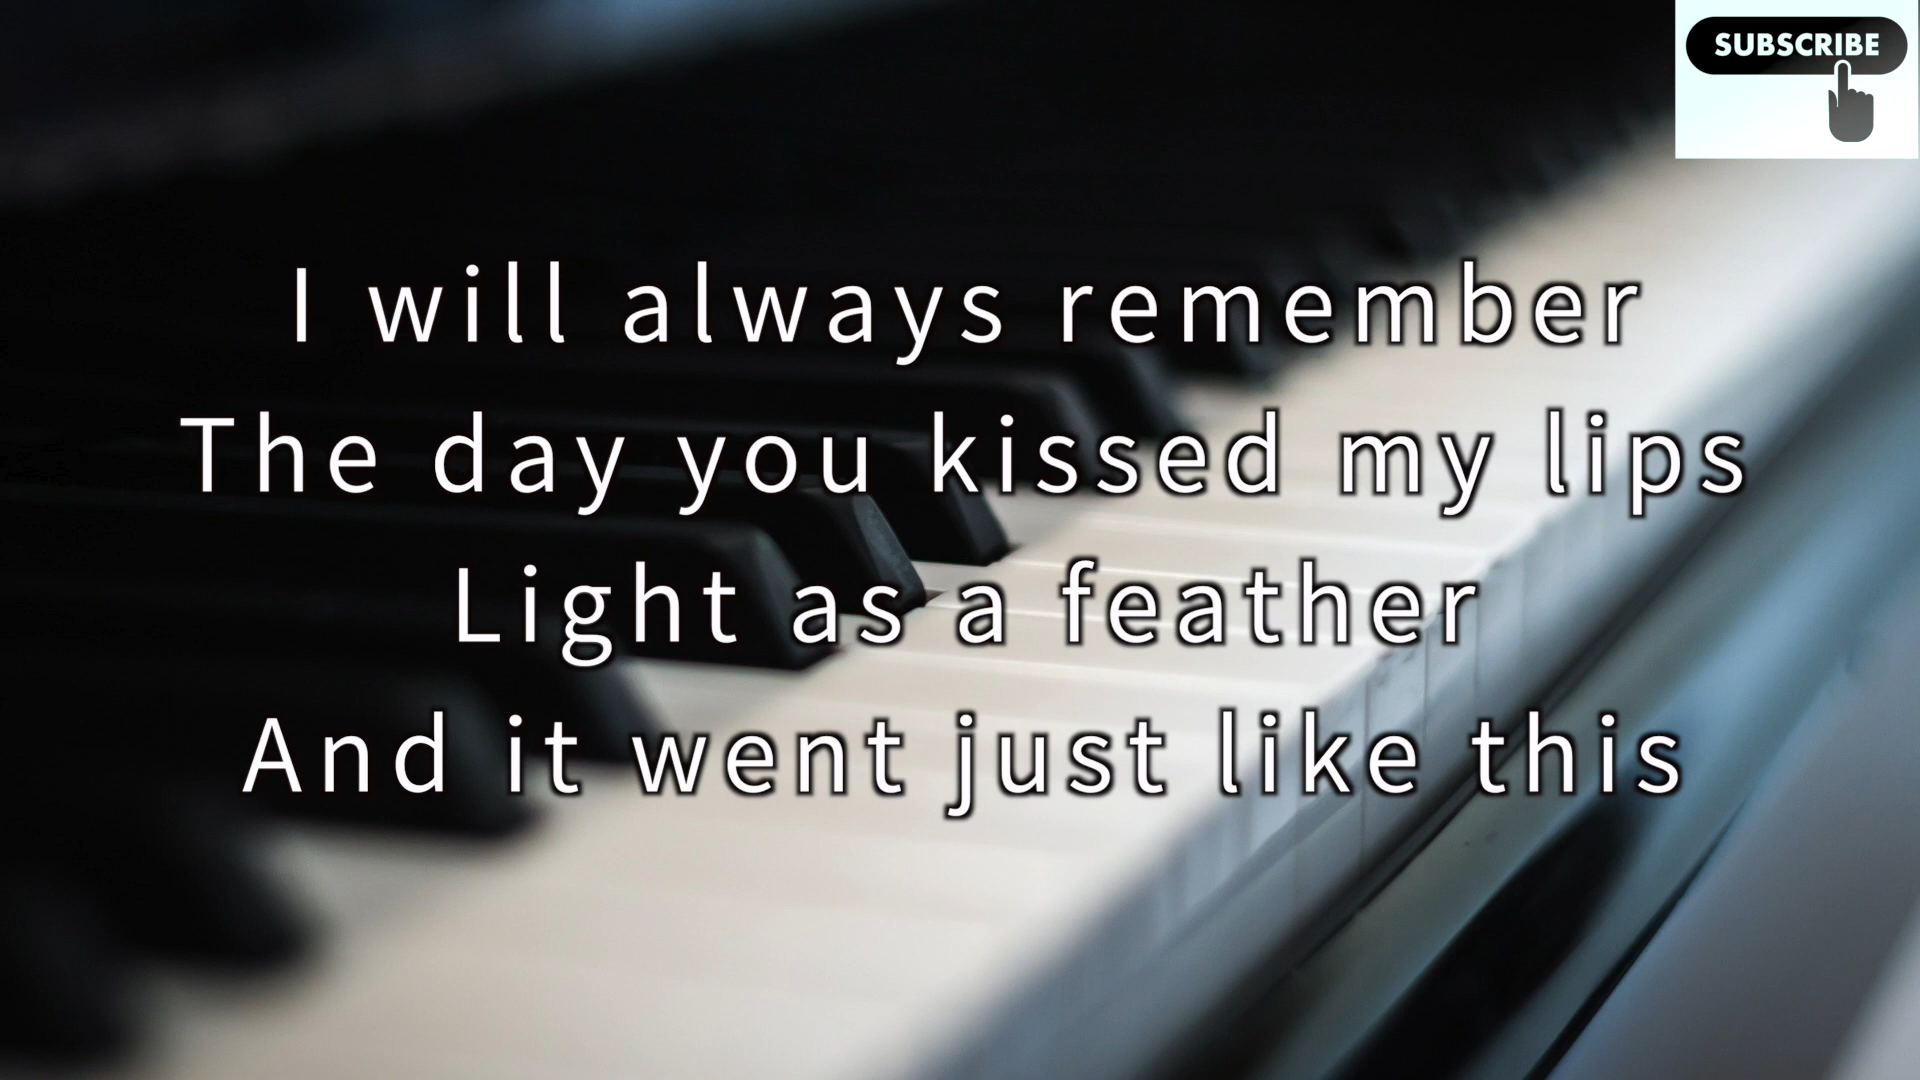 SUBSCRIBE
I will always remember
The day you kissed my lips
Light as a feather
And it went just like this